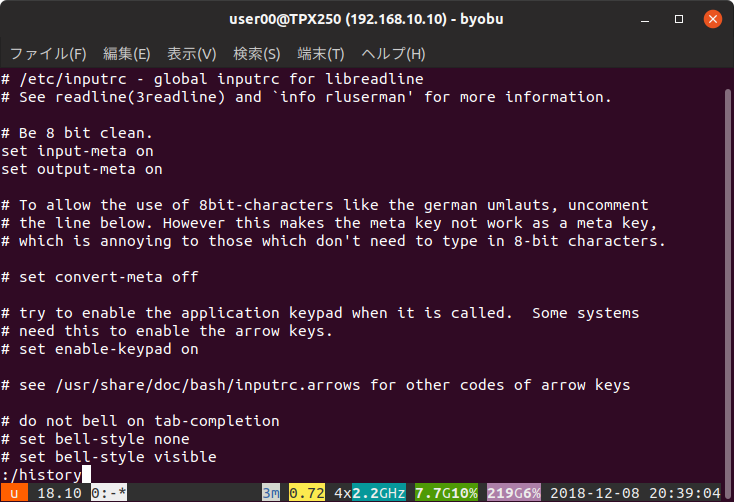 user00@TPX250 (192.168.10.10) - byobu
ファイル(F) 編集(E) 表示(V) 検索(S) 端末(T) ヘルプ(H)
# /etc/inputrc - global inputrc for libreadline
# See readline(3readline) and `info rluserman' for more information.
# Be 8 bit clean.
set input-meta on
set output-meta on
# To allow the use of 8bit-characters like the german umlauts, uncomment
# the line below. However this makes the meta key not work as a meta key,
# which is annoying to those which don't need to type in 8-bit characters.
# set convert-meta off
# try to enable the application keypad when it is called.  Some systems
# need this to enable the arrow keys.
# set enable-keypad on
# see /usr/share/doc/bash/inputrc.arrows for other codes of arrow keys
# do not bell on tab-completion
# set bell-style none
# set bell-style visible
:/history
u 18.10 0:-* 3m 0.72 4x2.2GHz 7.7G10% 219G6% 2018-12-08 20:39:04